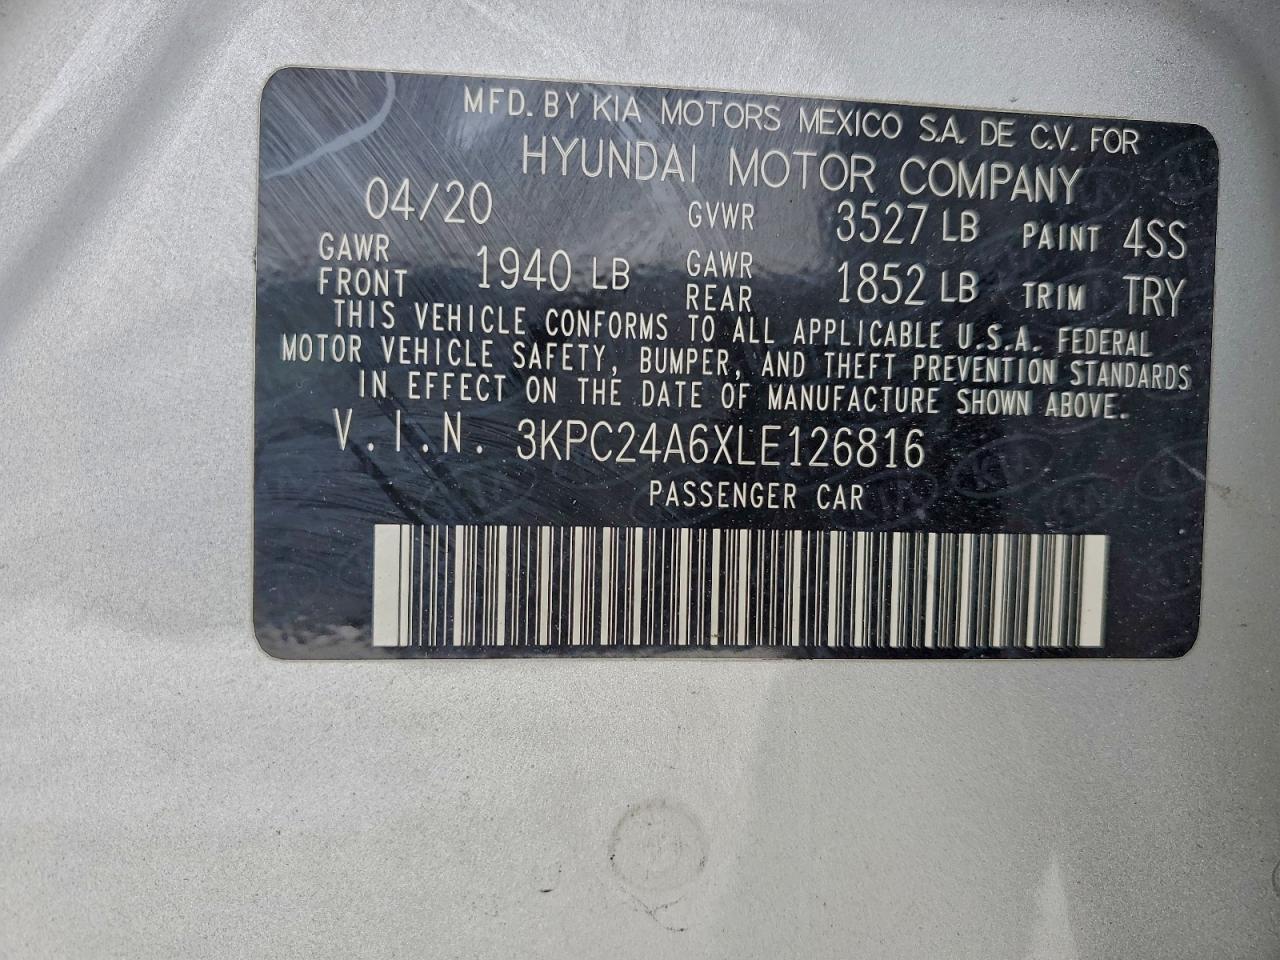 MFD. BY KIA MOTORS MEXICO S.A. DE C.V. FOR
HYUNDAI MOTOR COMPANY
04/20 GVWR 3527 LB PAINT 4SS
GAWR FRONT 1940 LB GAWR REAR 1852 LB TRIM TRY
THIS VEHICLE CONFORMS TO ALL APPLICABLE U.S.A. FEDERAL
MOTOR VEHICLE SAFETY, BUMPER, AND THEFT PREVENTION STANDARDS
IN EFFECT ON THE DATE OF MANUFACTURE SHOWN ABOVE.
V.I.N. 3KPC24A6XLE126816
PASSENGER CAR